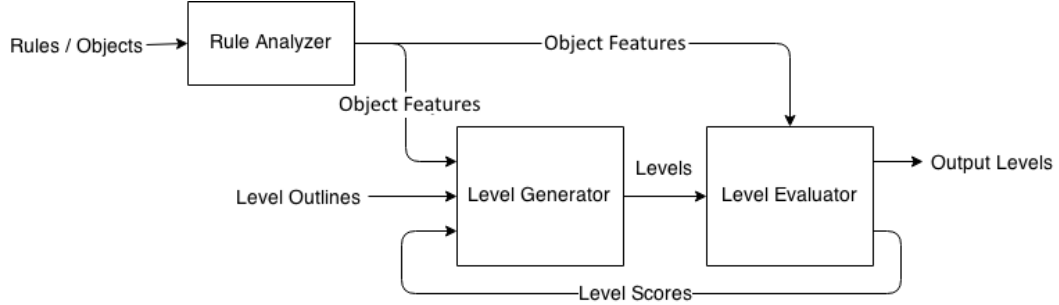 Rules / Objects
Rule Analyzer
Object Features
Object Features
Level Outlines
Level Generator
Levels
Level Evaluator
Output Levels
Level Scores